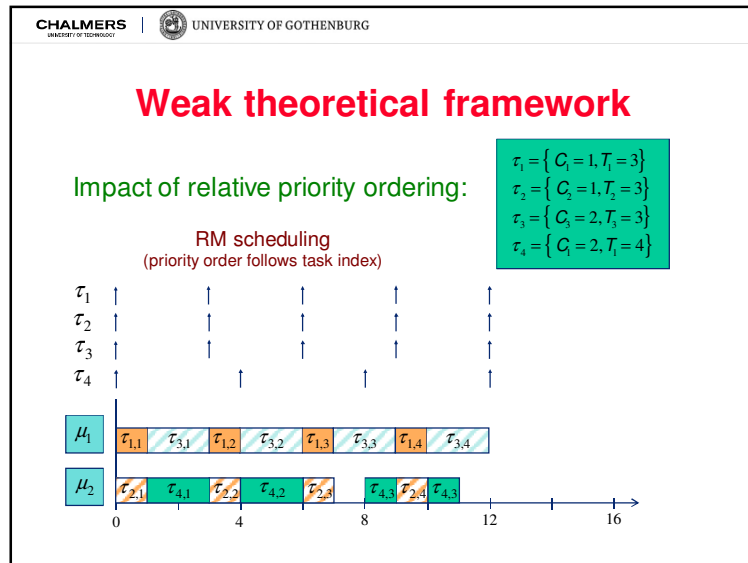 CHALMERS
UNIVERSITY OF TECHNOLOGY
UNIVERSITY OF GOTHENBURG
Weak theoretical framework
Impact of relative priority ordering:
τ₁ = { C₁ = 1, T₁ = 3 }
τ₂ = { C₂ = 1, T₂ = 3 }
τ₃ = { C₃ = 2, T₃ = 3 }
τ₄ = { C₁ = 2, T₁ = 4 }
RM scheduling
(priority order follows task index)
τ₁
τ₂
τ₃
τ₄
μ₁ τ₁,₁ τ₃,₁ τ₁,₂ τ₃,₂ τ₁,₃ τ₃,₃ τ₁,₄ τ₃,₄
μ₂ τ₂,₁ τ₄,₁ τ₂,₂ τ₄,₂ τ₂,₃ τ₄,₃ τ₂,₄ τ₄,₃
0 4 8 12 16